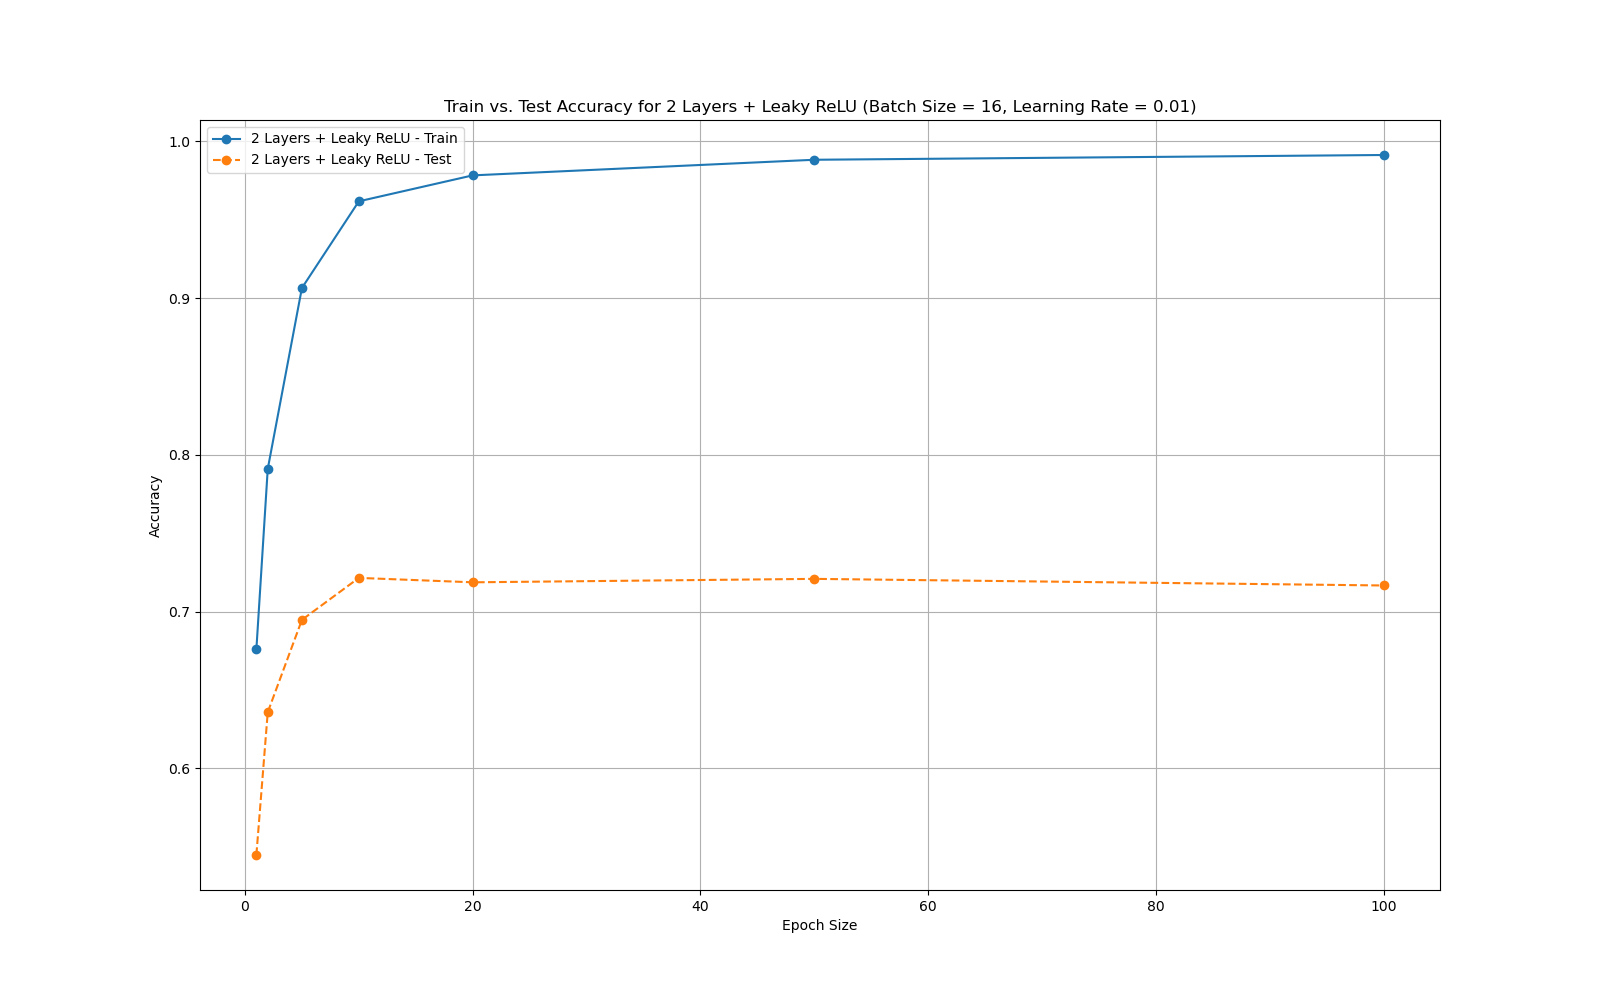 Train vs. Test Accuracy for 2 Layers + Leaky ReLU (Batch Size = 16, Learning Rate = 0.01)
2 Layers + Leaky ReLU - Train
2 Layers + Leaky ReLU - Test
1.0
0.9
0.8
0.7
0.6
Accuracy
0
20
40
60
80
100
Epoch Size